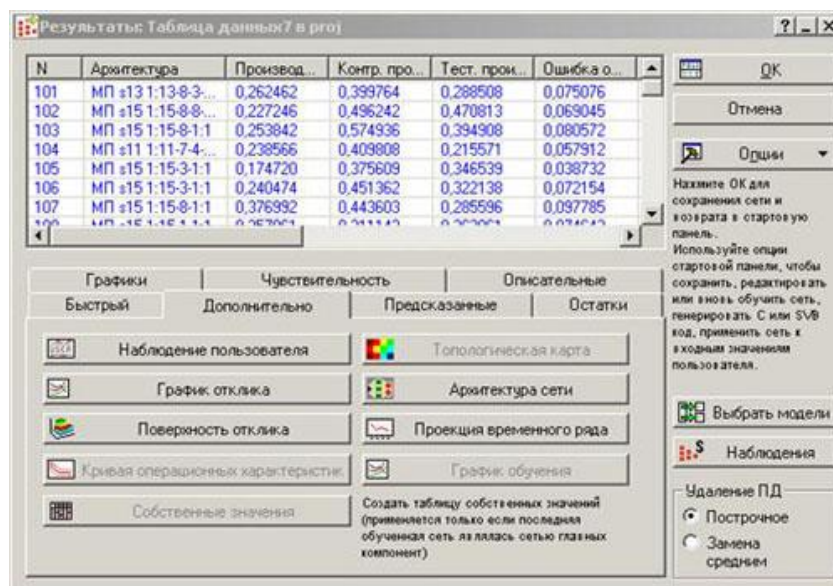 Результаты: Таблица данных7 в proj
N Архитектура Производ... Контр. про... Тест. прои... Ошибка о...
101 МП s13 1:13-8-3-... 0,262462 0,399764 0,288508 0,075076
102 МП s15 1:15-8-8-... 0,227246 0,496242 0,470813 0,069045
103 МП s15 1:15-8-1:1 0,253842 0,574936 0,394908 0,080572
104 МП s11 1:11-7-4-... 0,238566 0,409808 0,215571 0,057912
105 МП s15 1:15-3-1:1 0,174720 0,375609 0,346539 0,038732
106 МП s15 1:15-3-1:1 0,240474 0,451362 0,322138 0,072154
107 МП s15 1:15-8-1:1 0,376992 0,443603 0,285596 0,097785
OK
Отмена
Опции
Нажмите ОК для
сохранения сети и
возврата в стартовую
панель.
Используйте опции
стартовой панели, чтобы
сохранить, редактировать
или вновь обучить сеть,
генерировать C или SVB
код, применить сеть к
входным значениям
пользователя.
Выбрать модели
Наблюдения
Удаление ПД
Построчное
Замена
средним
Графики Чувствительность Описательные
Быстрый Дополнительно Предсказанные Остатки
Наблюдение пользователя Топологическая карта
График отклика Архитектура сети
Поверхность отклика Проекция временного ряда
Кривая операционных характеристик График обучения
Собственные значения
Создать таблицу собственных значений
(применяется только если последняя
обученная сеть являлась сетью главных
компонент)